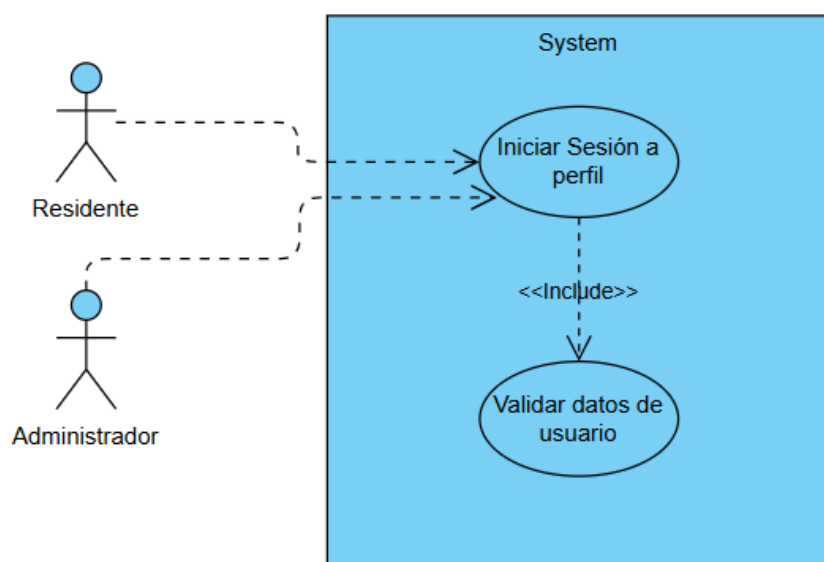 System
Iniciar Sesión a
perfil
Residente
<<Include>>
Validar datos de
usuario
Administrador